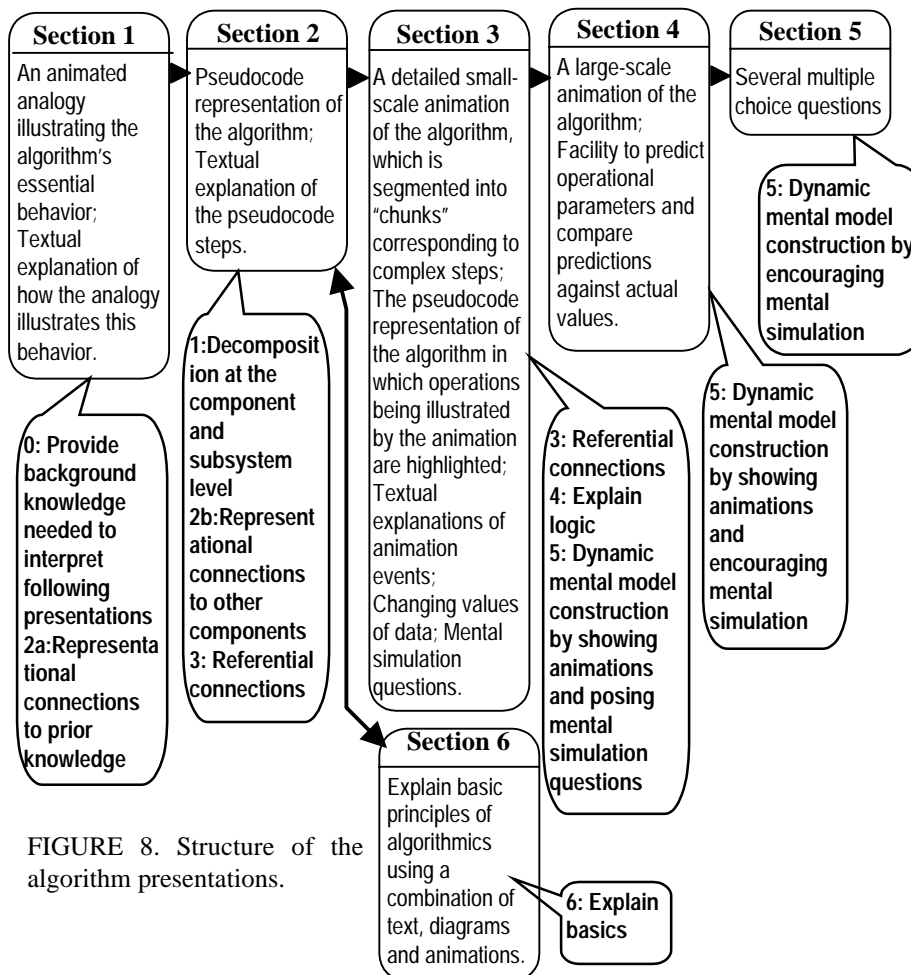 Section 1
An animated
analogy
illustrating the
algorithm's
essential
behavior;
Textual
explanation of
how the analogy
illustrates this
behavior.
0: Provide
background
knowledge
needed to
interpret
following
presentations
2a:Representa
tional
connections
to prior
knowledge
Section 2
Pseudocode
representation of
the algorithm;
Textual
explanation of
the pseudocode
steps.
1:Decomposit
ion at the
component
and
subsystem
level
2b:Represent
ational
connections
to other
components
3: Referential
connections
Section 3
A detailed small-
scale animation
of the algorithm,
which is
segmented into
“chunks”
corresponding to
complex steps;
The pseudocode
representation of
the algorithm in
which operations
being illustrated
by the animation
are highlighted;
Textual
explanations of
animation
events;
Changing values
of data; Mental
simulation
questions.
3: Referential
connections
4: Explain
logic
5: Dynamic
mental model
construction
by showing
animations
and posing
mental
simulation
questions
Section 4
A large-scale
animation of the
algorithm;
Facility to predict
operational
parameters and
compare
predictions
against actual
values.
5: Dynamic
mental model
construction
by showing
animations
and
encouraging
mental
simulation
Section 5
Several multiple
choice questions
5: Dynamic
mental model
construction by
encouraging
mental
simulation
Section 6
Explain basic
principles of
algorithmics
using a
combination of
text, diagrams
and animations.
6: Explain
basics
FIGURE 8. Structure of the
algorithm presentations.